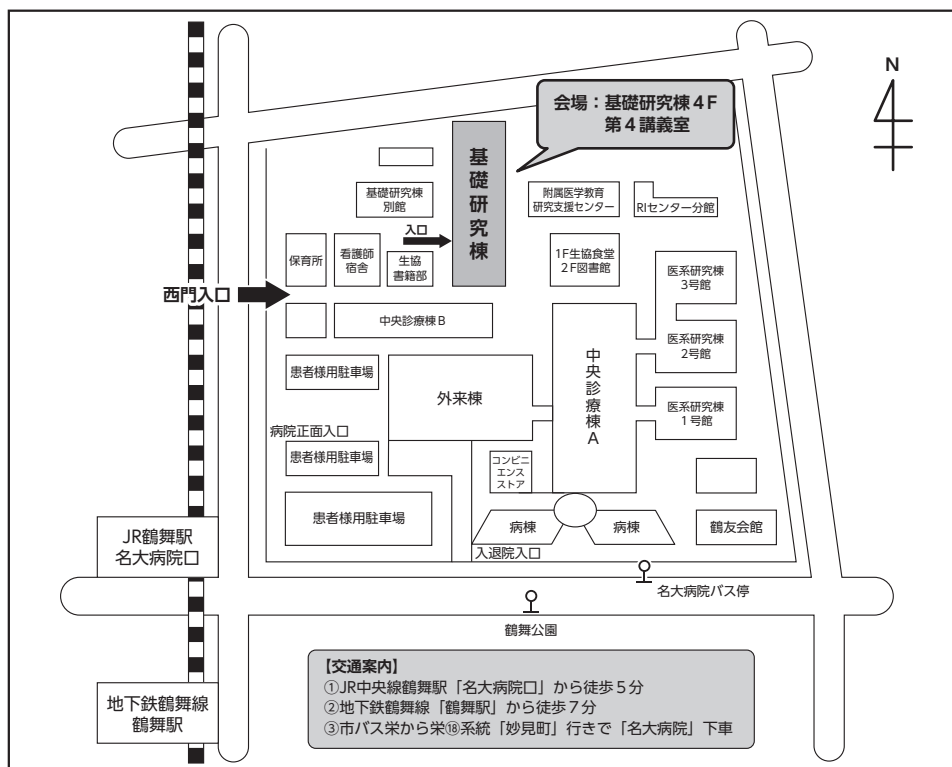 N
会場：基礎研究棟４F
第４講義室
基礎研究棟
基礎研究棟
別館
附属医学教育
研究支援センター
RIセンター分館
入口
保育所
看護師
宿舎
生協
書籍部
1F生協食堂
2F図書館
医系研究棟
3号館
西門入口
中央診療棟B
医系研究棟
2号館
患者様用駐車場
外来棟
中央診療棟A
医系研究棟
1号館
病院正面入口
患者様用駐車場
コンビニ
エンス
ストア
患者様用駐車場
病棟
病棟
鶴友会館
JR鶴舞駅
名大病院口
入退院入口
名大病院バス停
鶴舞公園
地下鉄鶴舞線
鶴舞駅
【交通案内】
①JR中央線鶴舞駅「名大病院口」から徒歩５分
②地下鉄鶴舞線「鶴舞駅」から徒歩７分
③市バス栄から栄⑱系統「妙見町」行きで「名大病院」下車